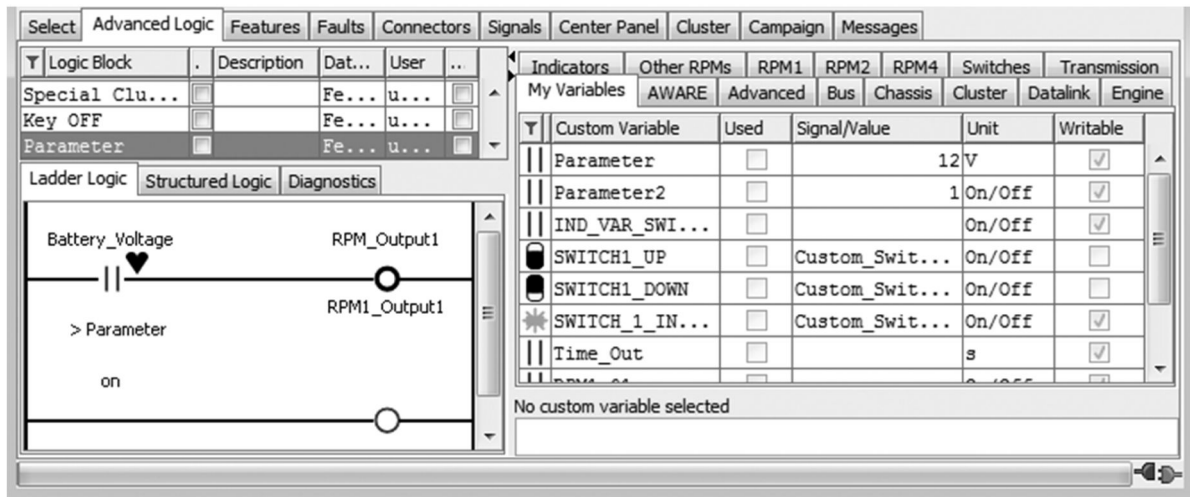 Select Advanced Logic Features Faults Connectors Signals Center Panel Cluster Campaign Messages
Logic Block . Description Dat... User ...
Special Clu... Fe... u...
Key OFF Fe... u...
Parameter Fe... u...
Ladder Logic Structured Logic Diagnostics
Battery_Voltage RPM_Output1
RPM1_Output1
> Parameter
on
Indicators Other RPMs RPM1 RPM2 RPM4 Switches Transmission
My Variables AWARE Advanced Bus Chassis Cluster Datalink Engine
Custom Variable Used Signal/Value Unit Writable
Parameter 12 V
Parameter2 1 On/Off
IND_VAR_SWI... On/Off
SWITCH1_UP Custom_Swit... On/Off
SWITCH1_DOWN Custom_Swit... On/Off
SWITCH_1_IN... Custom_Swit... On/Off
Time_Out s
No custom variable selected